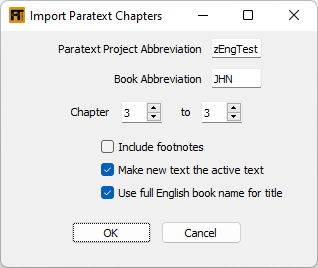 Import Paratext Chapters
Paratext Project Abbreviation zEngTest
Book Abbreviation JHN
Chapter 3 to 3
Include footnotes
Make new text the active text
Use full English book name for title
OK Cancel